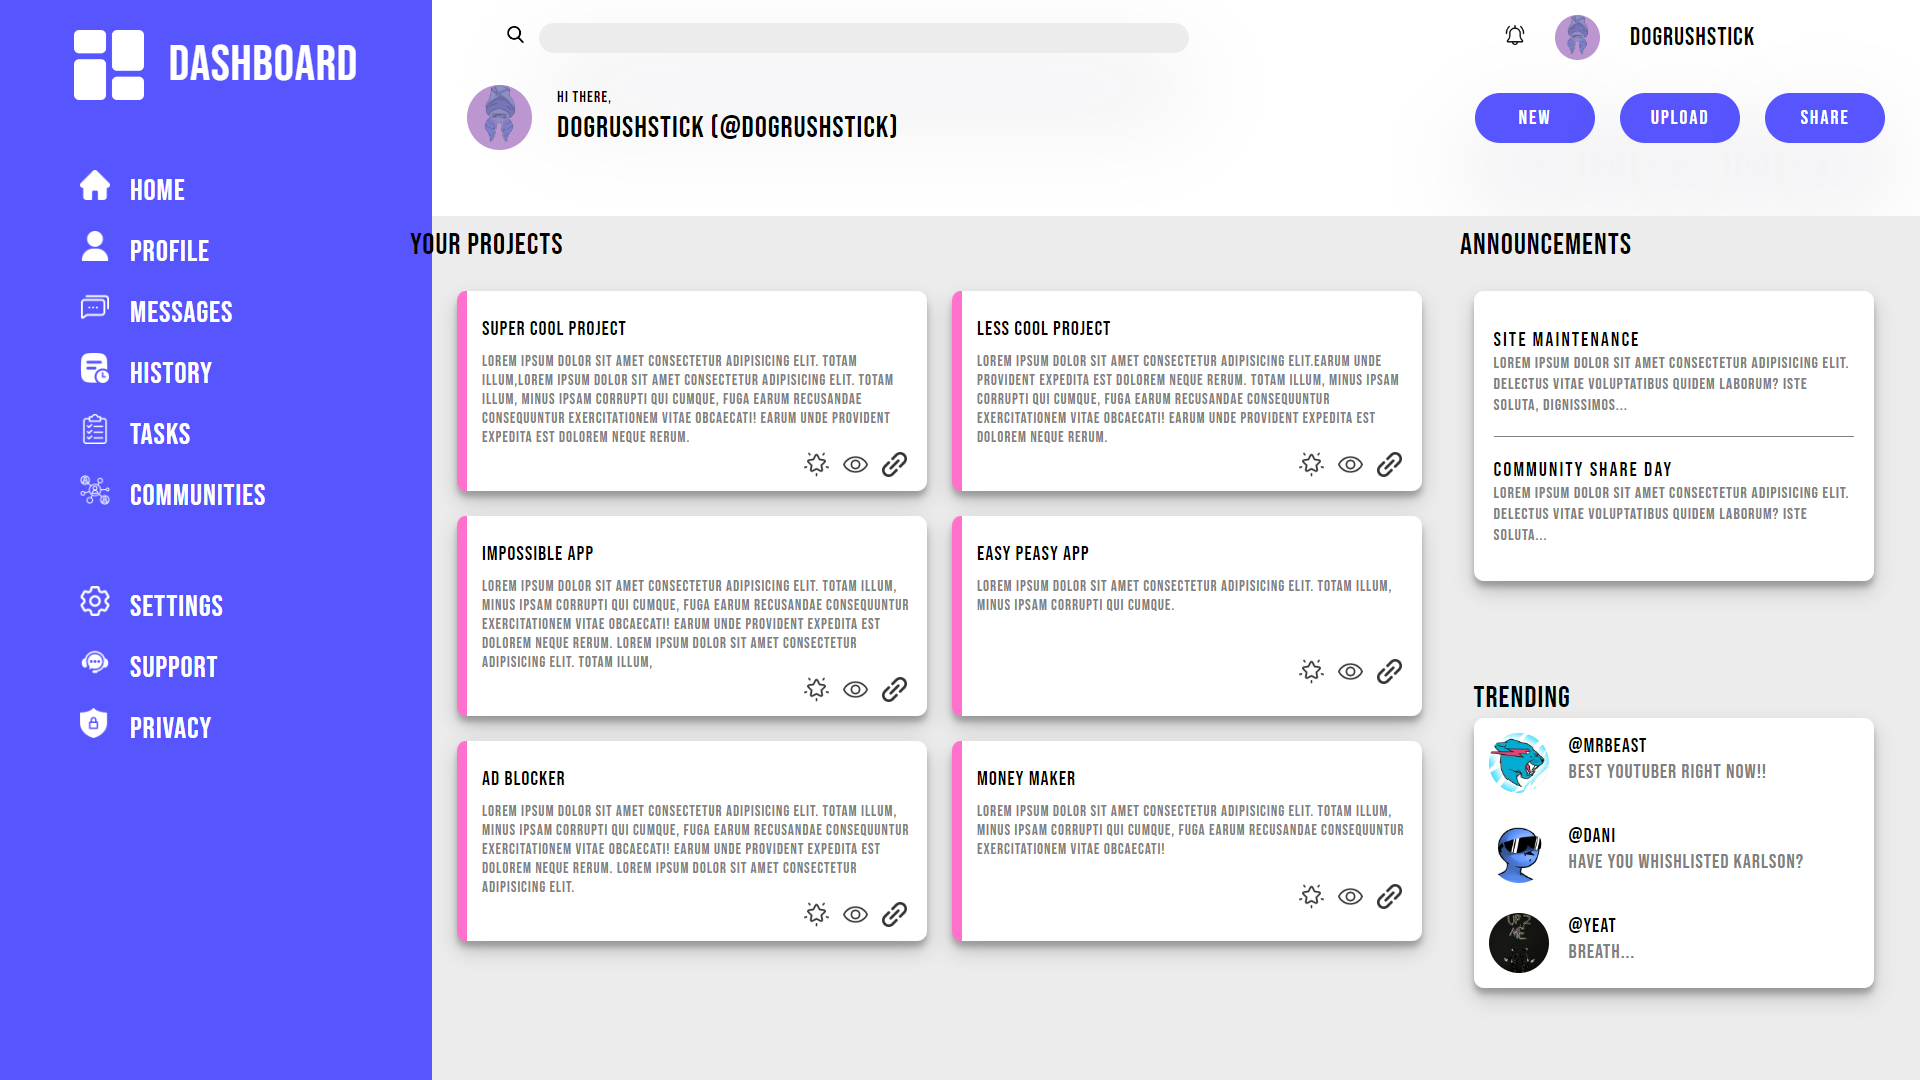 DASHBOARD
HOME
PROFILE
MESSAGES
HISTORY
TASKS
COMMUNITIES
SETTINGS
SUPPORT
PRIVACY
DOGRUSHSTICK
HI THERE,
DOGRUSHSTICK (@DOGRUSHSTICK)
NEW
UPLOAD
SHARE
YOUR PROJECTS
SUPER COOL PROJECT
LOREM IPSUM DOLOR SIT AMET CONSECTETUR ADIPISICING ELIT. TOTAM
ILLUM,LOREM IPSUM DOLOR SIT AMET CONSECTETUR ADIPISICING ELIT. TOTAM
ILLUM, MINUS IPSAM CORRUPTI QUI CUMQUE, FUGA EARUM RECUSANDAE
CONSEQUUNTUR EXERCITATIONEM VITAE OBCAECATI! EARUM UNDE PROVIDENT
EXPEDITA EST DOLOREM NEQUE RERUM.
LESS COOL PROJECT
LOREM IPSUM DOLOR SIT AMET CONSECTETUR ADIPISICING ELIT.EARUM UNDE
PROVIDENT EXPEDITA EST DOLOREM NEQUE RERUM. TOTAM ILLUM, MINUS IPSAM
CORRUPTI QUI CUMQUE, FUGA EARUM RECUSANDAE CONSEQUUNTUR
EXERCITATIONEM VITAE OBCAECATI! EARUM UNDE PROVIDENT EXPEDITA EST
DOLOREM NEQUE RERUM.
IMPOSSIBLE APP
LOREM IPSUM DOLOR SIT AMET CONSECTETUR ADIPISICING ELIT. TOTAM ILLUM,
MINUS IPSAM CORRUPTI QUI CUMQUE, FUGA EARUM RECUSANDAE CONSEQUUNTUR
EXERCITATIONEM VITAE OBCAECATI! EARUM UNDE PROVIDENT EXPEDITA EST
DOLOREM NEQUE RERUM. LOREM IPSUM DOLOR SIT AMET CONSECTETUR
ADIPISICING ELIT. TOTAM ILLUM,
EASY PEASY APP
LOREM IPSUM DOLOR SIT AMET CONSECTETUR ADIPISICING ELIT. TOTAM ILLUM,
MINUS IPSAM CORRUPTI QUI CUMQUE.
AD BLOCKER
LOREM IPSUM DOLOR SIT AMET CONSECTETUR ADIPISICING ELIT. TOTAM ILLUM,
MINUS IPSAM CORRUPTI QUI CUMQUE, FUGA EARUM RECUSANDAE CONSEQUUNTUR
EXERCITATIONEM VITAE OBCAECATI! EARUM UNDE PROVIDENT EXPEDITA EST
DOLOREM NEQUE RERUM. LOREM IPSUM DOLOR SIT AMET CONSECTETUR
ADIPISICING ELIT.
MONEY MAKER
LOREM IPSUM DOLOR SIT AMET CONSECTETUR ADIPISICING ELIT. TOTAM ILLUM,
MINUS IPSAM CORRUPTI QUI CUMQUE, FUGA EARUM RECUSANDAE CONSEQUUNTUR
EXERCITATIONEM VITAE OBCAECATI!
ANNOUNCEMENTS
SITE MAINTENANCE
LOREM IPSUM DOLOR SIT AMET CONSECTETUR ADIPISICING ELIT.
DELECTUS VITAE VOLUPTATIBUS QUIDEM LABORUM? ISTE
SOLUTA, DIGNISSIMOS...
COMMUNITY SHARE DAY
LOREM IPSUM DOLOR SIT AMET CONSECTETUR ADIPISICING ELIT.
DELECTUS VITAE VOLUPTATIBUS QUIDEM LABORUM? ISTE
SOLUTA...
TRENDING
@MRBEAST
BEST YOUTUBER RIGHT NOW!!
@DANI
HAVE YOU WHISHLISTED KARLSON?
UP 2
ME
@YEAT
BREATH...